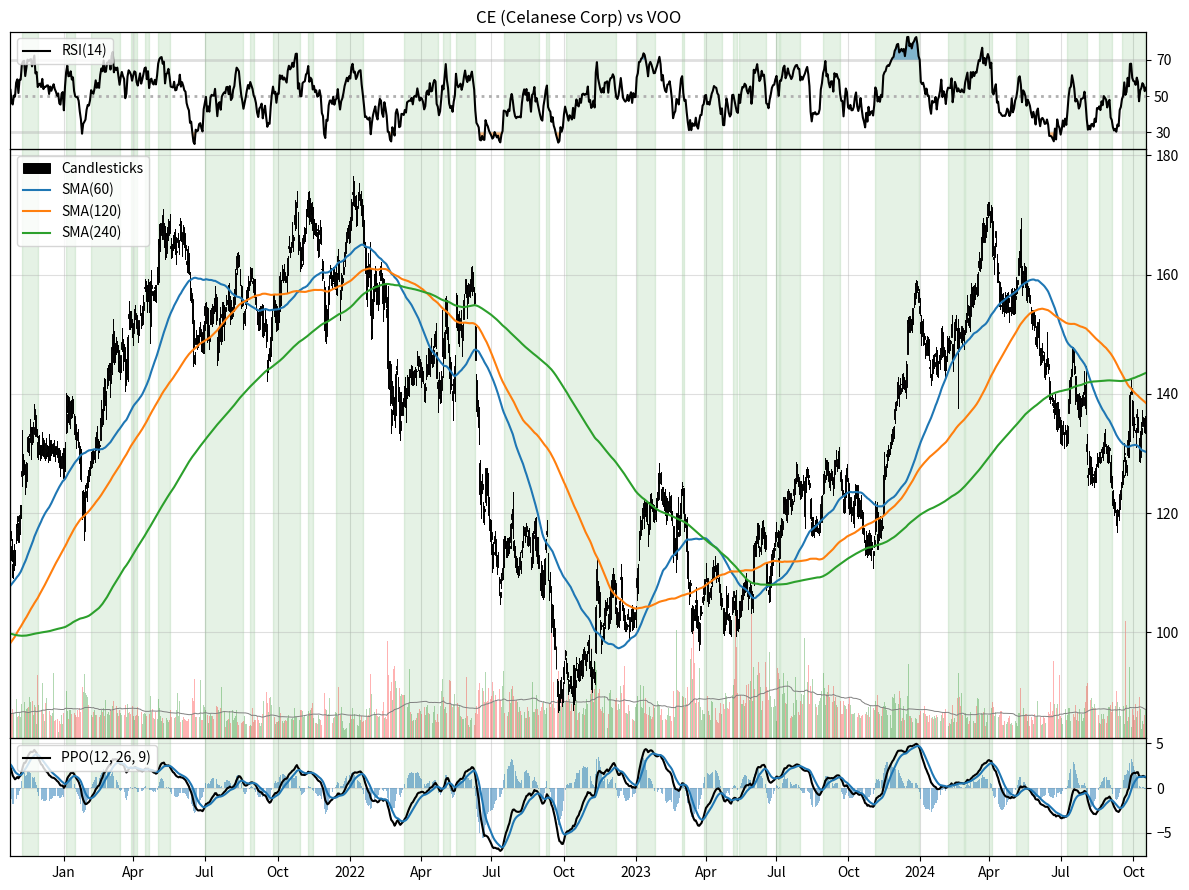 CE (Celanese Corp) vs VOO
RSI(14)
70
50
30
Candlesticks
SMA(60)
SMA(120)
SMA(240)
180
160
140
120
100
PPO(12, 26, 9)
5
0
−5
Jan Apr Jul Oct 2022 Apr Jul Oct 2023 Apr Jul Oct 2024 Apr Jul Oct